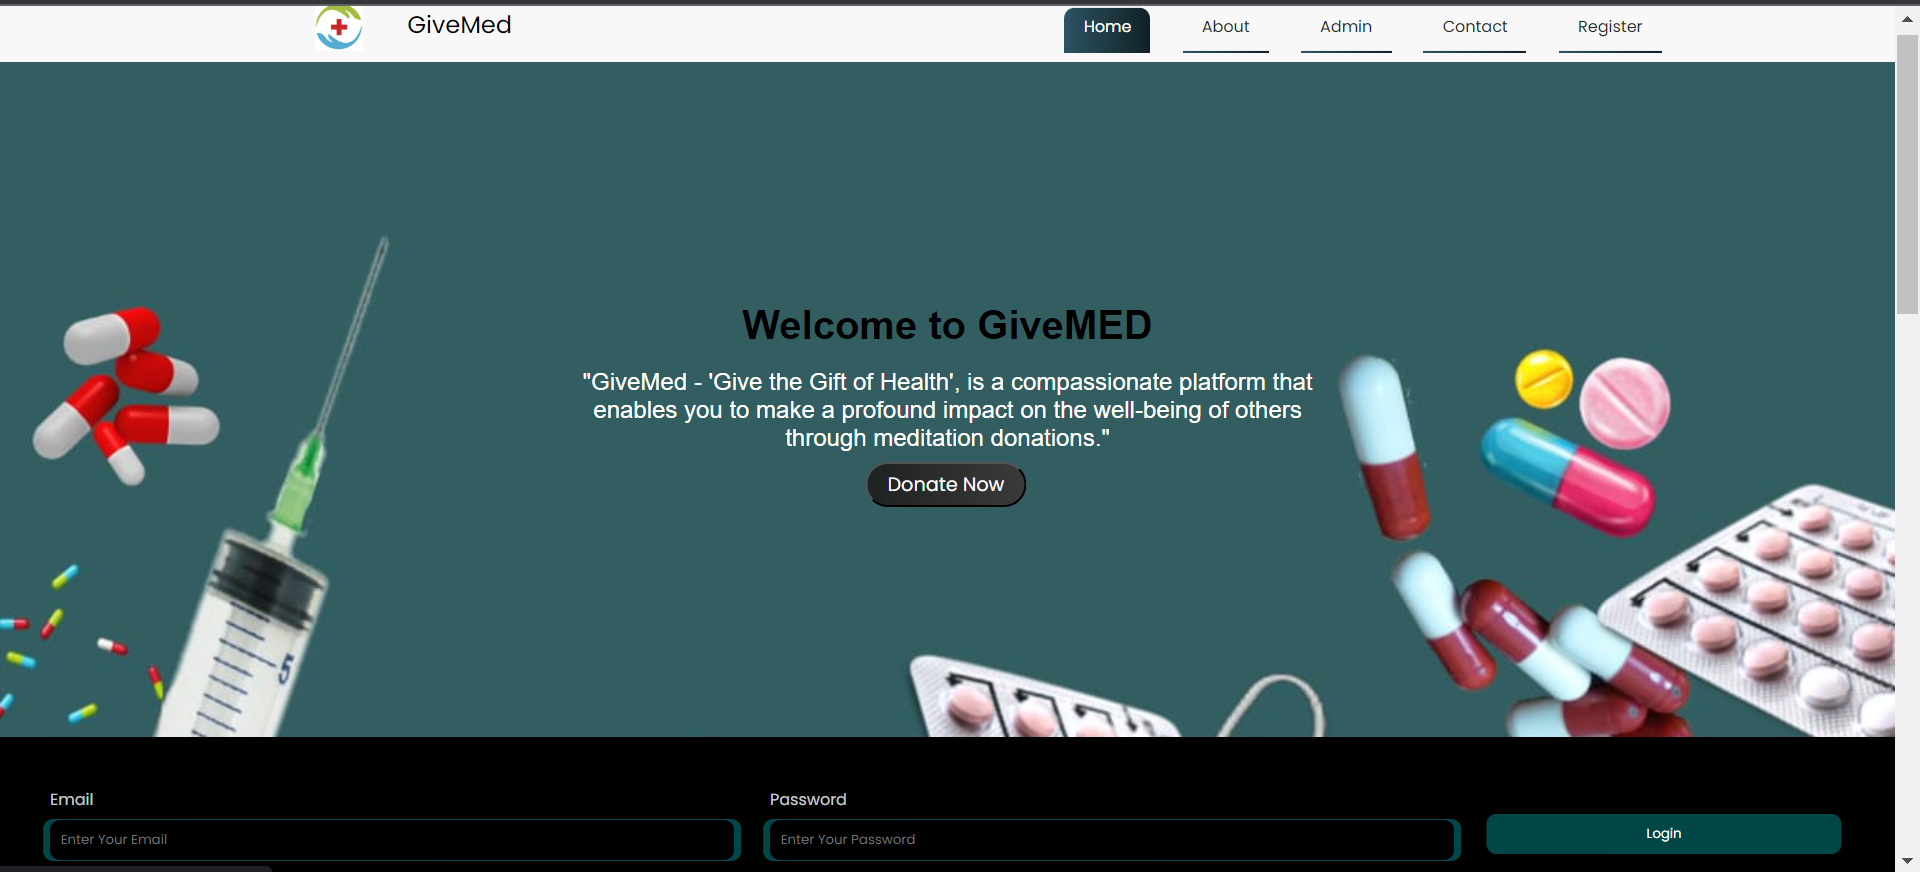 GiveMed
Home
About
Admin
Contact
Register
Welcome to GiveMED
"GiveMed - 'Give the Gift of Health', is a compassionate platform that
enables you to make a profound impact on the well-being of others
through meditation donations."
Donate Now
5
Email
Password
Enter Your Email
Enter Your Password
Login